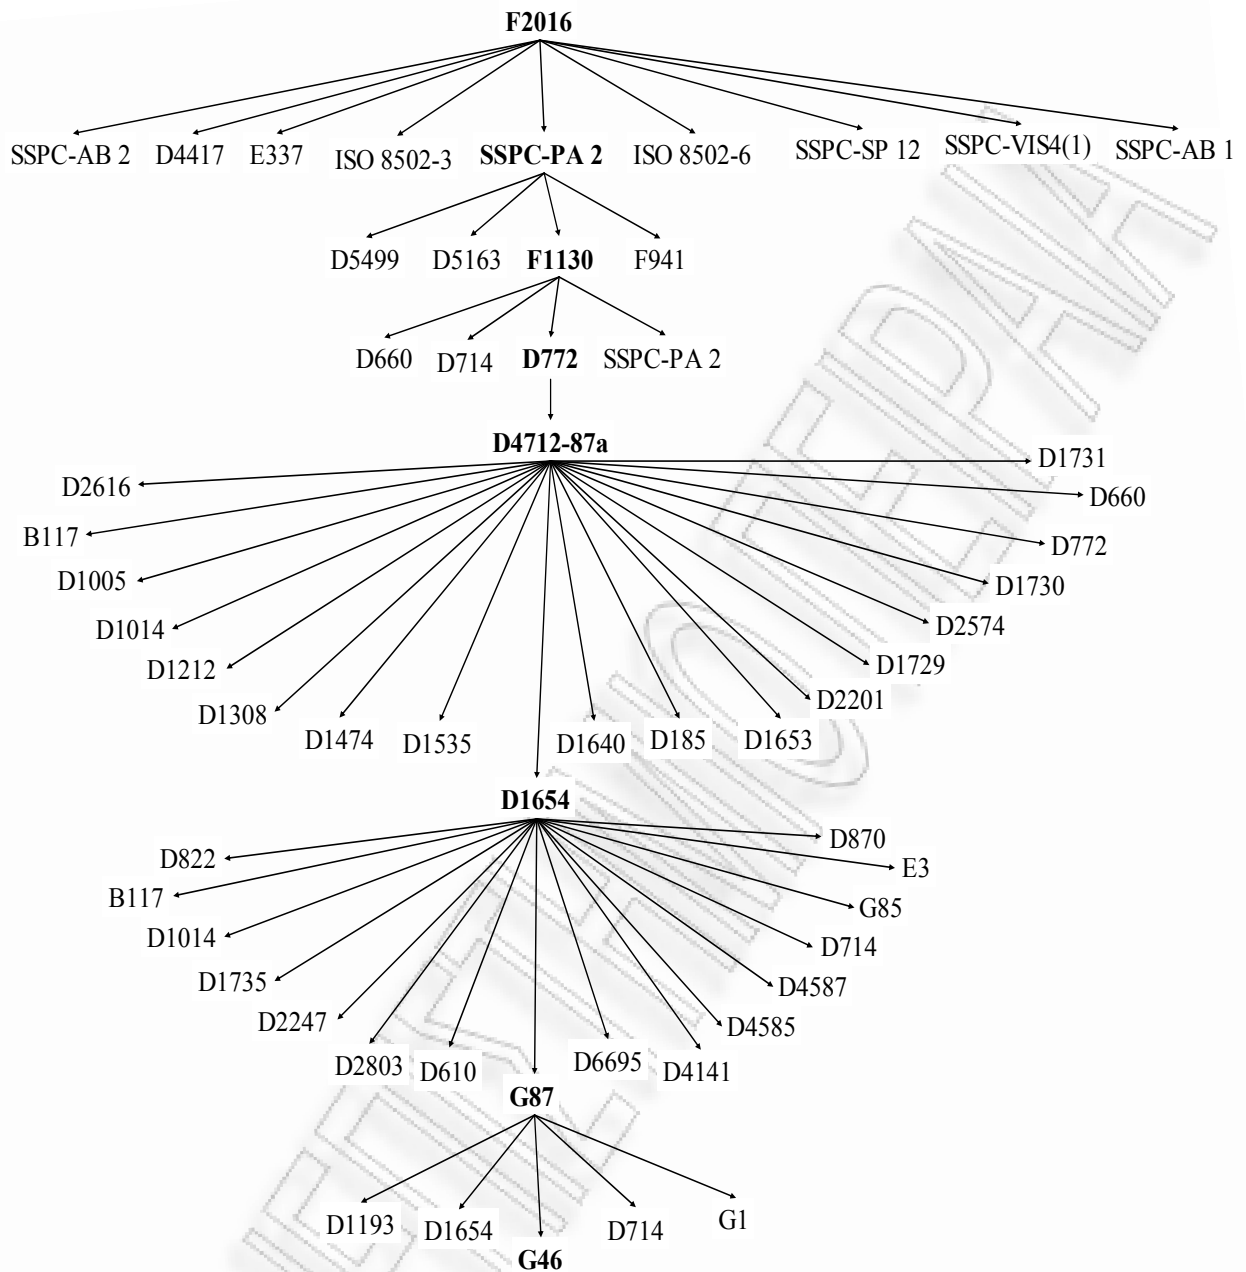 F2016
SSPC-AB 2 D4417 E337 ISO 8502-3 SSPC-PA 2 ISO 8502-6 SSPC-SP 12 SSPC-VIS4(1) SSPC-AB 1
D5499 D5163 F1130 F941
D660 D714 D772 SSPC-PA 2
D4712-87a
D1731
D2616
D660
B117
D772
D1005
D1730
D1014
D2574
D1212
D1729
D2201
D1308
D1474 D1535 D1640 D185 D1653
D1654
D870
D822
E3
B117
G85
D1014
D714
D1735
D4587
D2247
D4585
D2803 D610 D6695 D4141
G87
D1193 D1654 D714 G1
G46